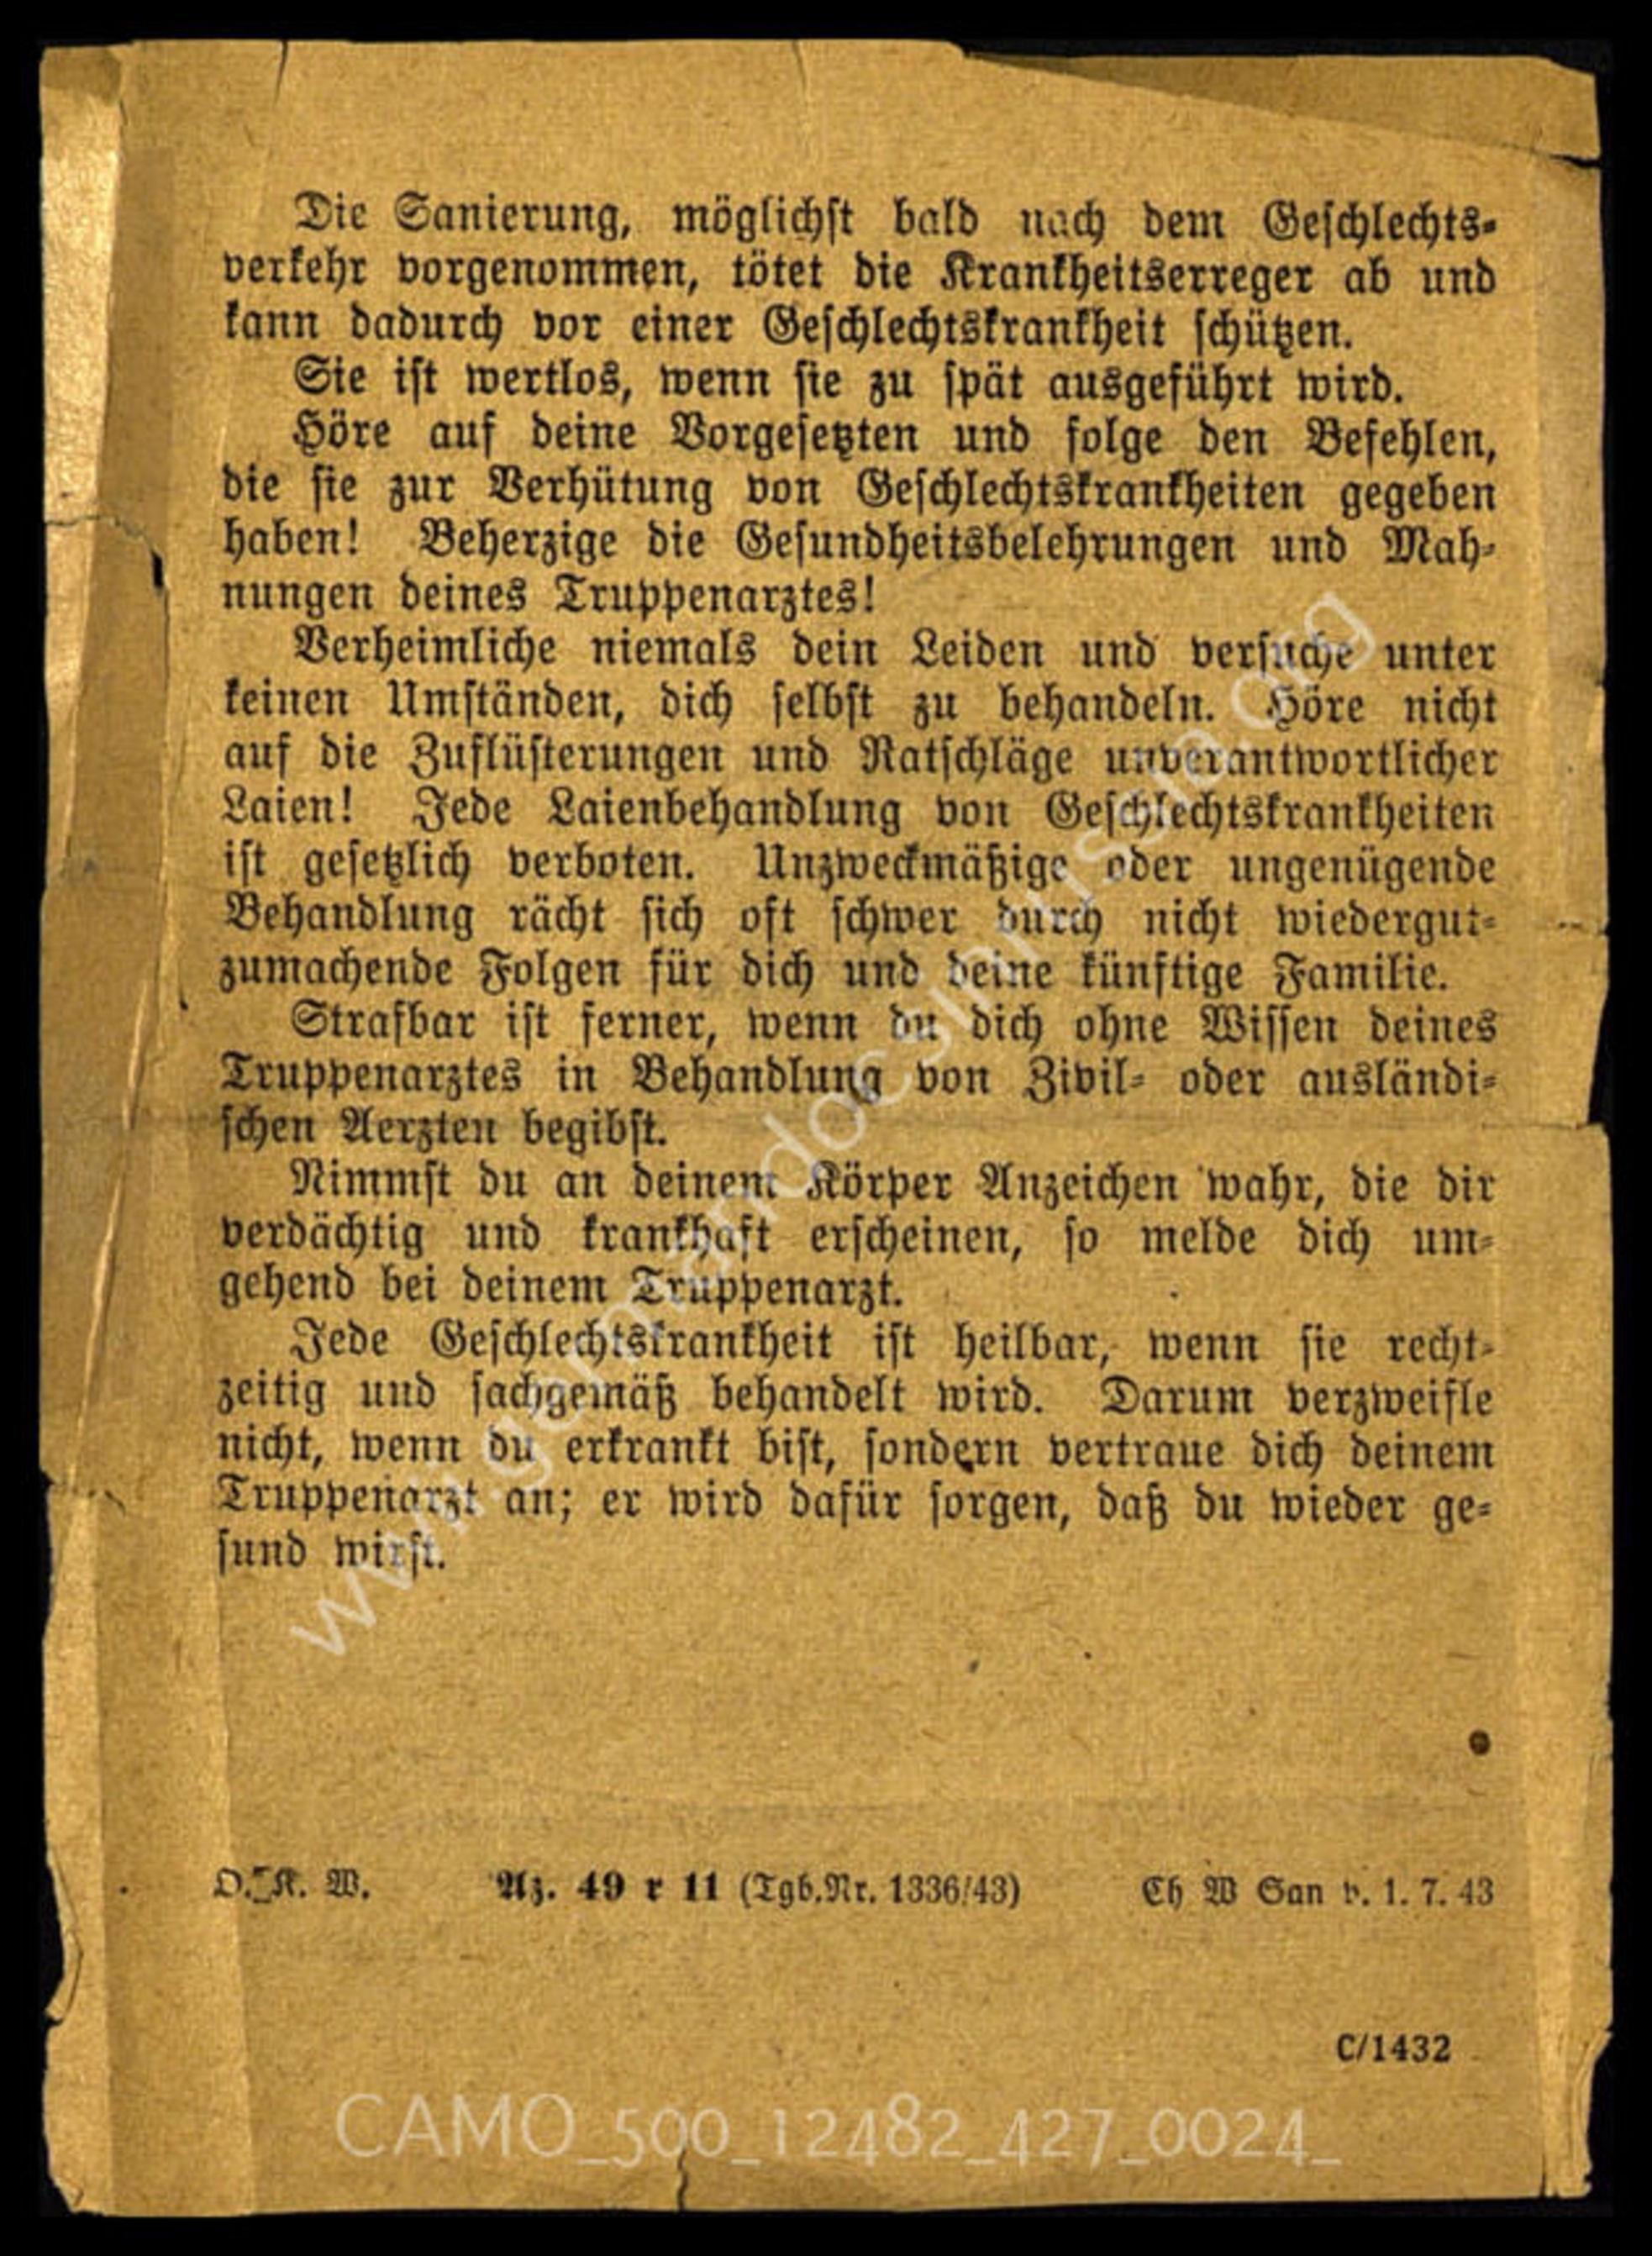 Die Sanierung, möglichst bald nach dem Geschlechts-
verkehr vorgenommen, tötet die Krankheitserreger ab und
kann dadurch vor einer Geschlechtskrankheit schützen.
Sie ist wertlos, wenn sie zu spät ausgeführt wird.
Höre auf deine Vorgesetzten und folge den Befehlen,
die sie zur Verhütung von Geschlechtskrankheiten gegeben
haben! Beherzige die Gesundheitsbelehrungen und Mah-
nungen deines Truppenarztes!
Verheimliche niemals dein Leiden und versuche unter
keinen Umständen, dich selbst zu behandeln. Höre nicht
auf die Zuflüsterungen und Ratschläge unverantwortlicher
Laien! Jede Laienbehandlung von Geschlechtskrankheiten
ist gesetzlich verboten. Unzweckmäßige oder ungenügende
Behandlung rächt sich oft schwer durch nicht wiedergut-
zumachende Folgen für dich und deine künftige Familie.
Strafbar ist ferner, wenn du dich ohne Wissen deines
Truppenarztes in Behandlung von Zivil- oder ausländi-
schen Aerzten begibst.
Nimmst du an deinem Körper Anzeichen wahr, die dir
verdächtig und krankhaft erscheinen, so melde dich um-
gehend bei deinem Truppenarzt.
Jede Geschlechtskrankheit ist heilbar, wenn sie recht-
zeitig und sachgemäß behandelt wird. Darum verzweifle
nicht, wenn du erkrankt bist, sondern vertraue dich deinem
Truppenarzt an; er wird dafür sorgen, daß du wieder ge-
sund wirst.
O. K. W. Az. 49 r 11 (Tgb.Nr. 1336/43) Ch W San v. 1. 7. 43
C/1432
CAMO_500_12482_427_0024_
www.germandocsinrussia.org